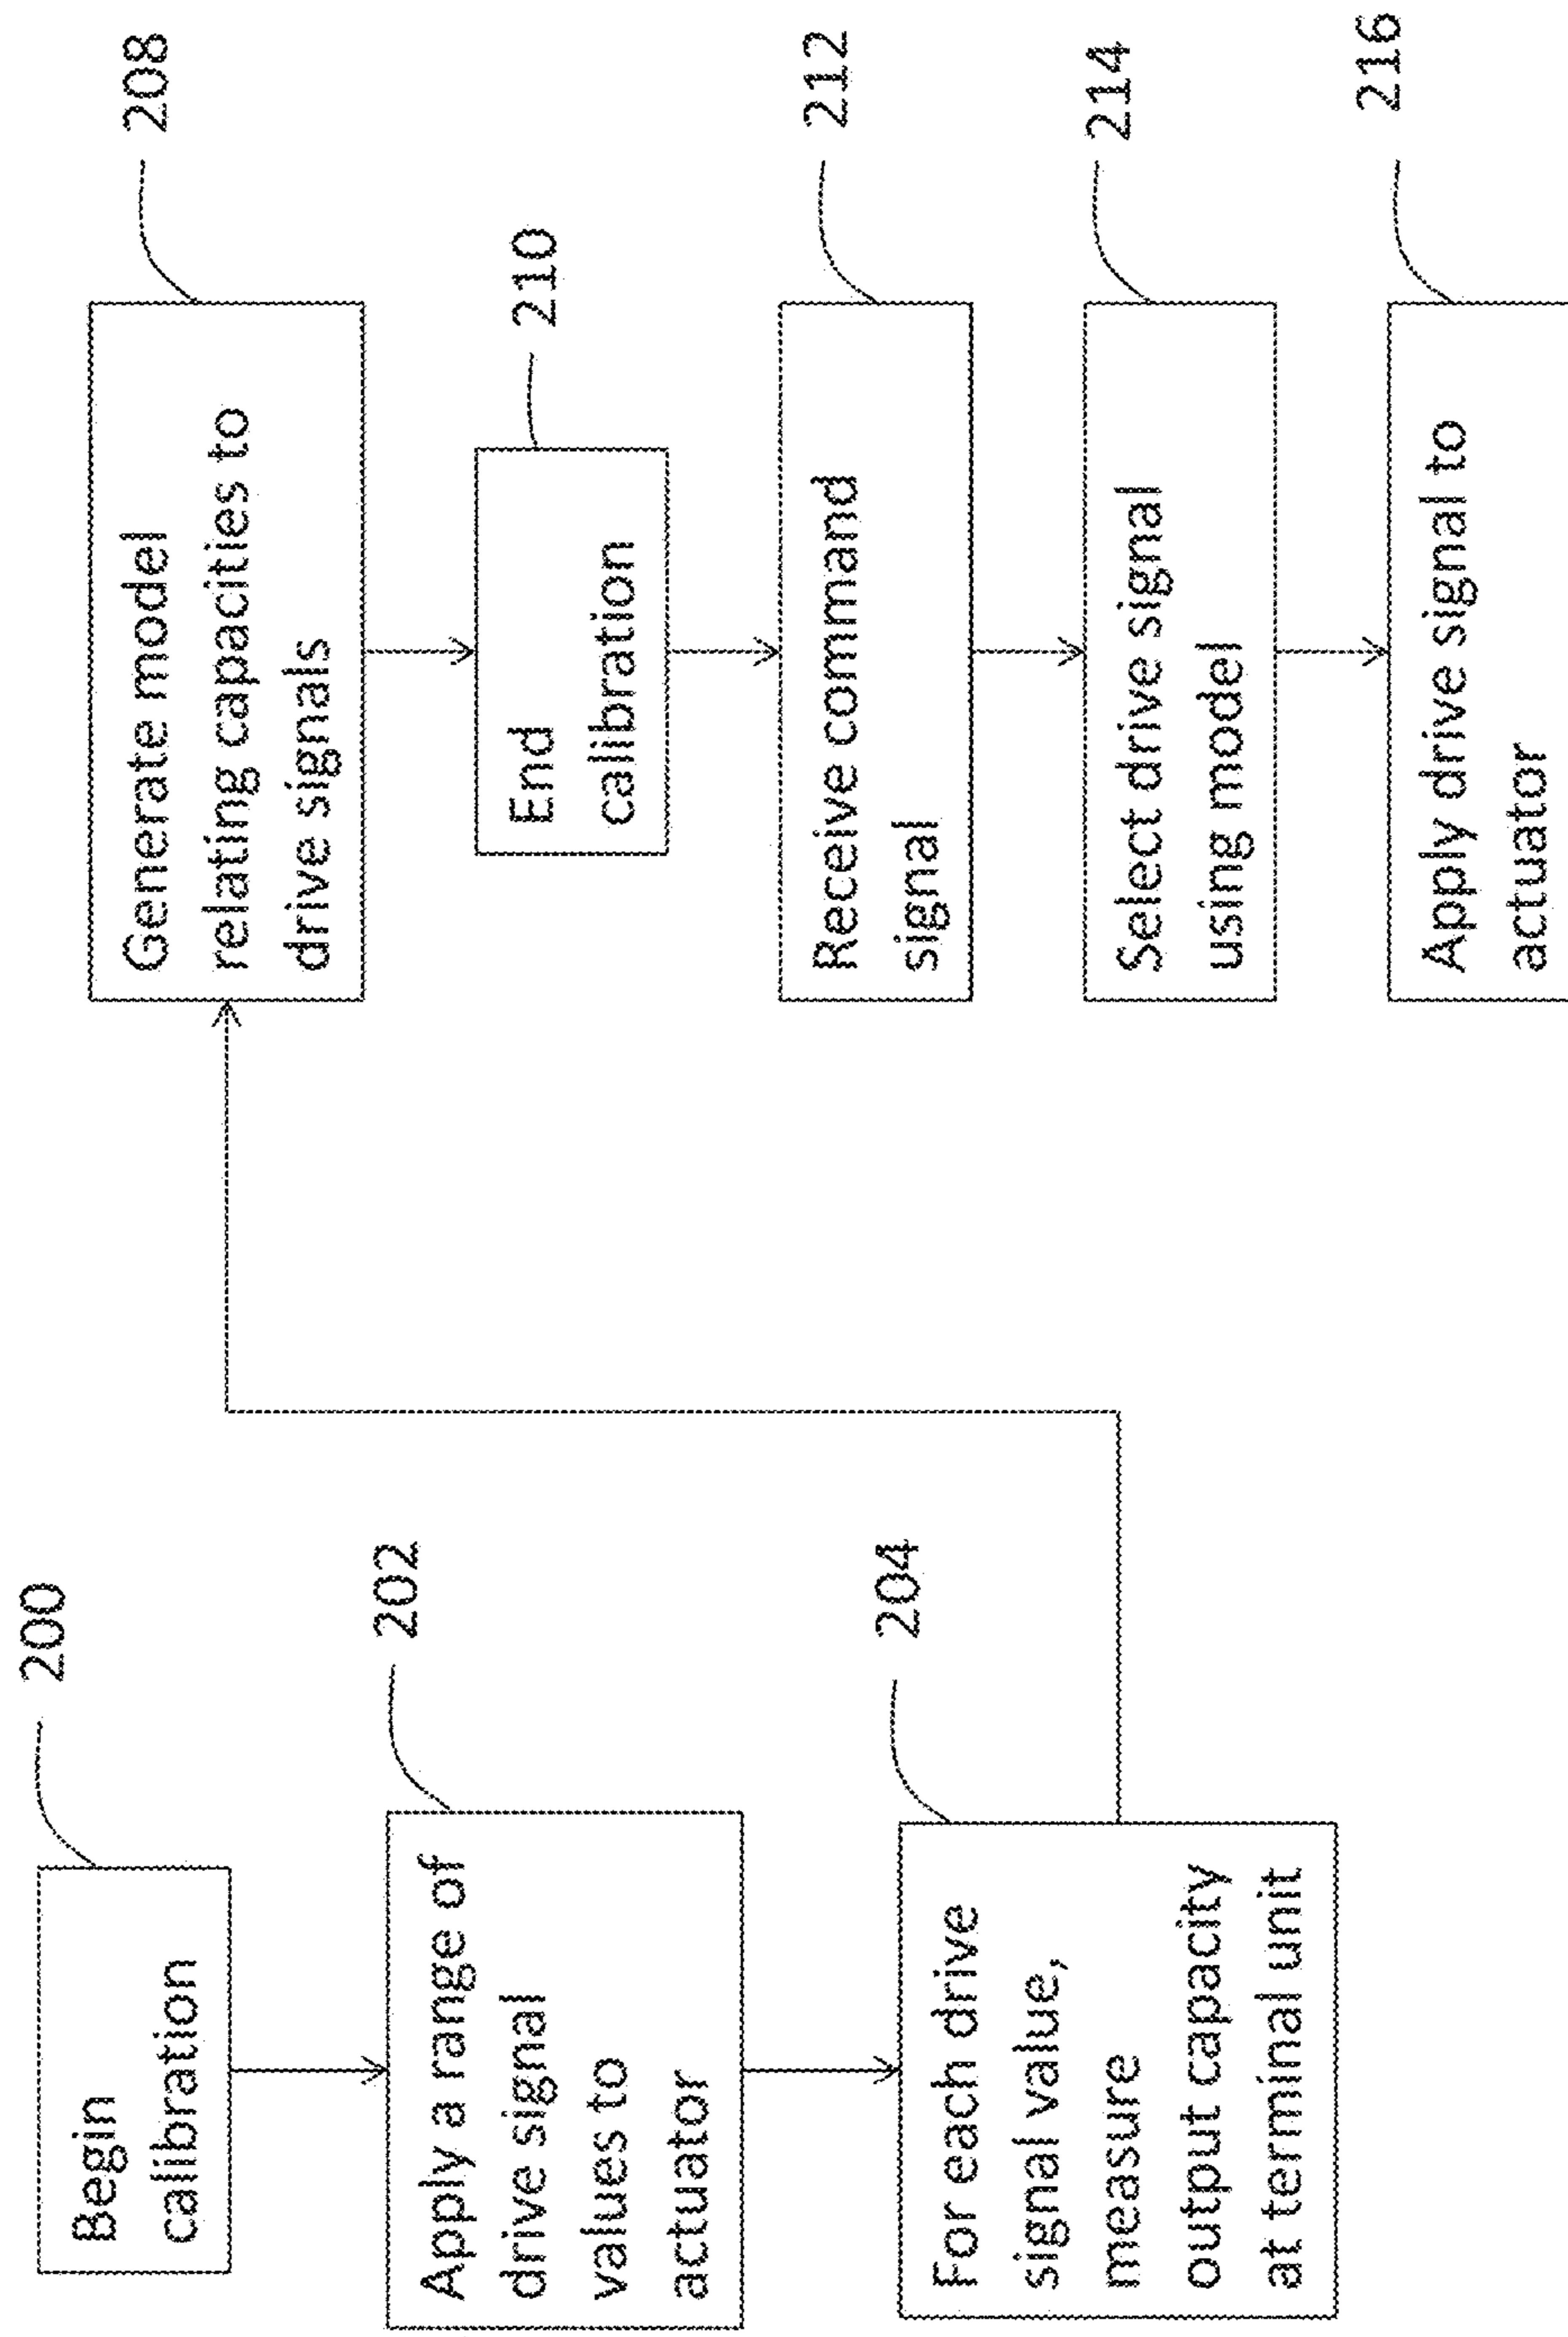 200
Begin
calibration
202
Apply a range of
drive signal
values to
actuator
204
For each drive
signal value,
measure
output capacity
at terminal unit
208
Generate model
relating capacities to
drive signals
210
End
calibration
212
Receive command
signal
214
Select drive signal
using model
216
Apply drive signal to
actuator